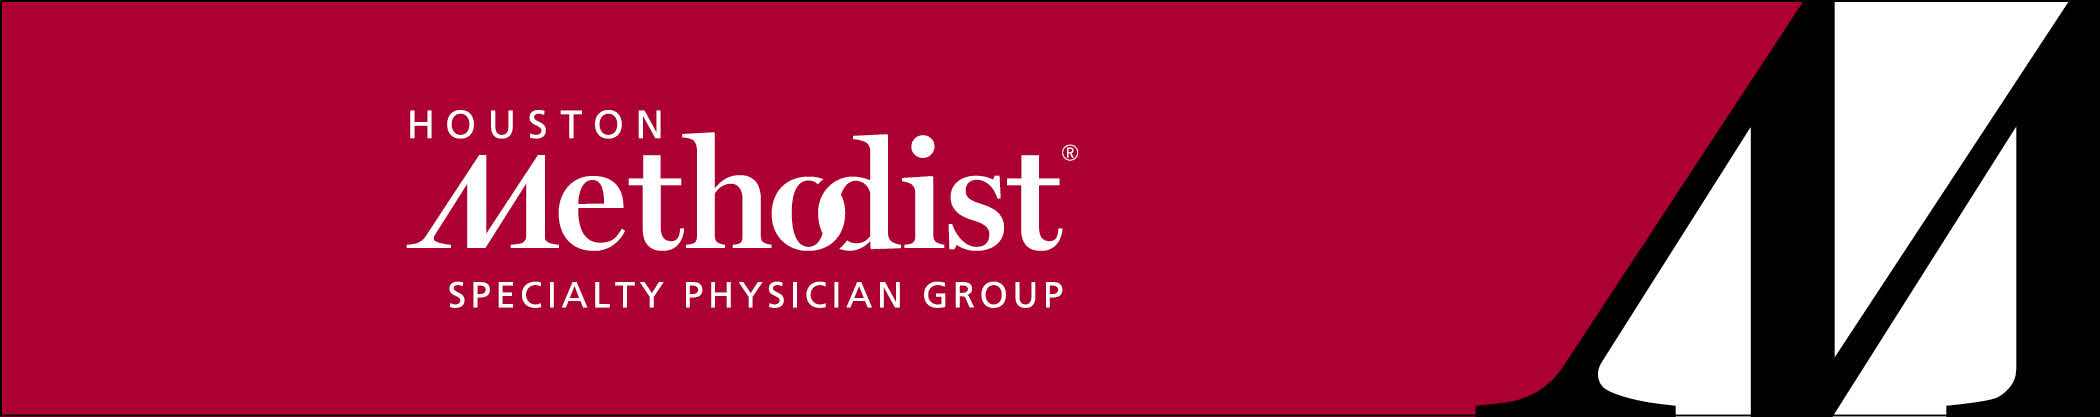 HOUSTON
Methodist®
SPECIALTY PHYSICIAN GROUP
M